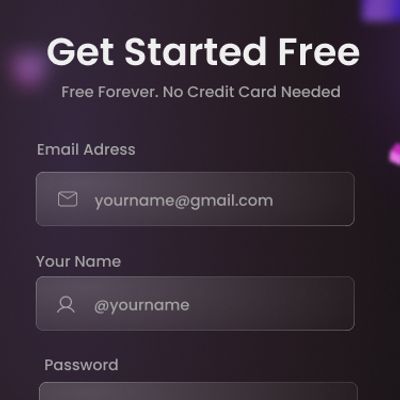 Get Started Free
Free Forever. No Credit Card Needed
Email Adress
yourname@gmail.com
Your Name
@yourname
Password